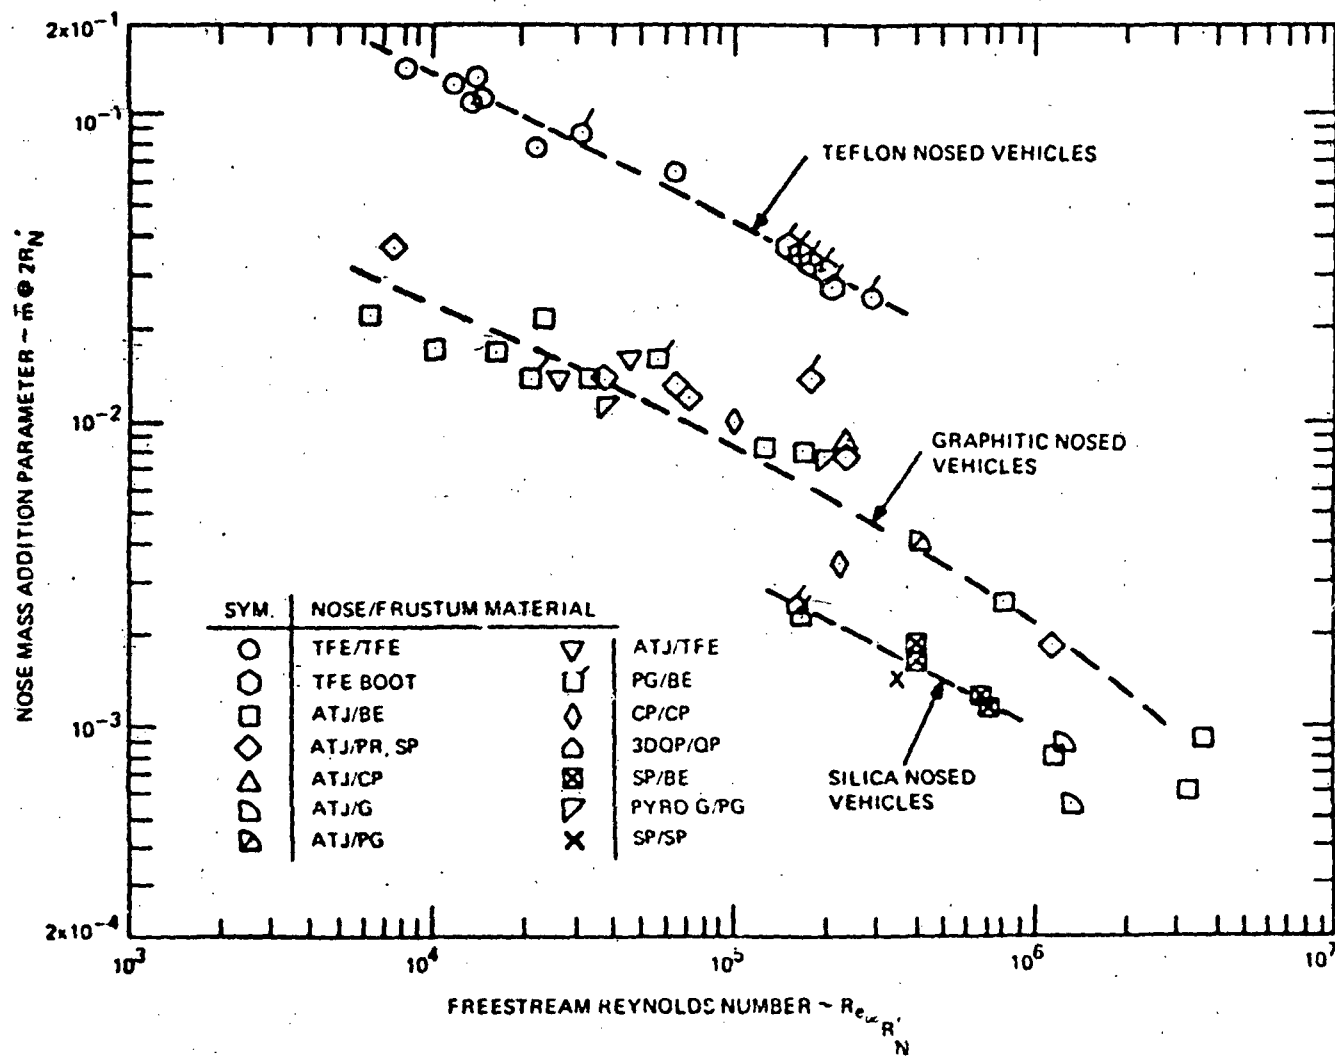 2x10⁻¹
10⁻¹
10⁻²
10⁻³
2x10⁻⁴
NOSE MASS ADDITION PARAMETER ~ m̄ @ 2R'N
TEFLON NOSED VEHICLES
GRAPHITIC NOSED
VEHICLES
SILICA NOSED
VEHICLES
SYM. NOSE/FRUSTUM MATERIAL
TFE/TFE
TFE BOOT
ATJ/BE
ATJ/PR, SP
ATJ/CP
ATJ/G
ATJ/PG
ATJ/TFE
PG/BE
CP/CP
3DQP/QP
SP/BE
PYRO G/PG
SP/SP
10³ 10⁴ 10⁵ 10⁶ 10⁷
FREESTREAM REYNOLDS NUMBER ~ Re∞R'N